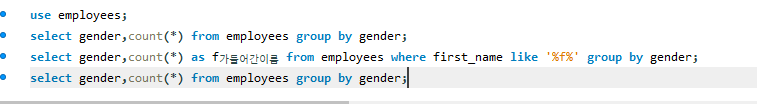 use employees;
select gender,count(*) from employees group by gender;
select gender,count(*) as f가들어간이름 from employees where first_name like '%f%' group by gender;
select gender,count(*) from employees group by gender;